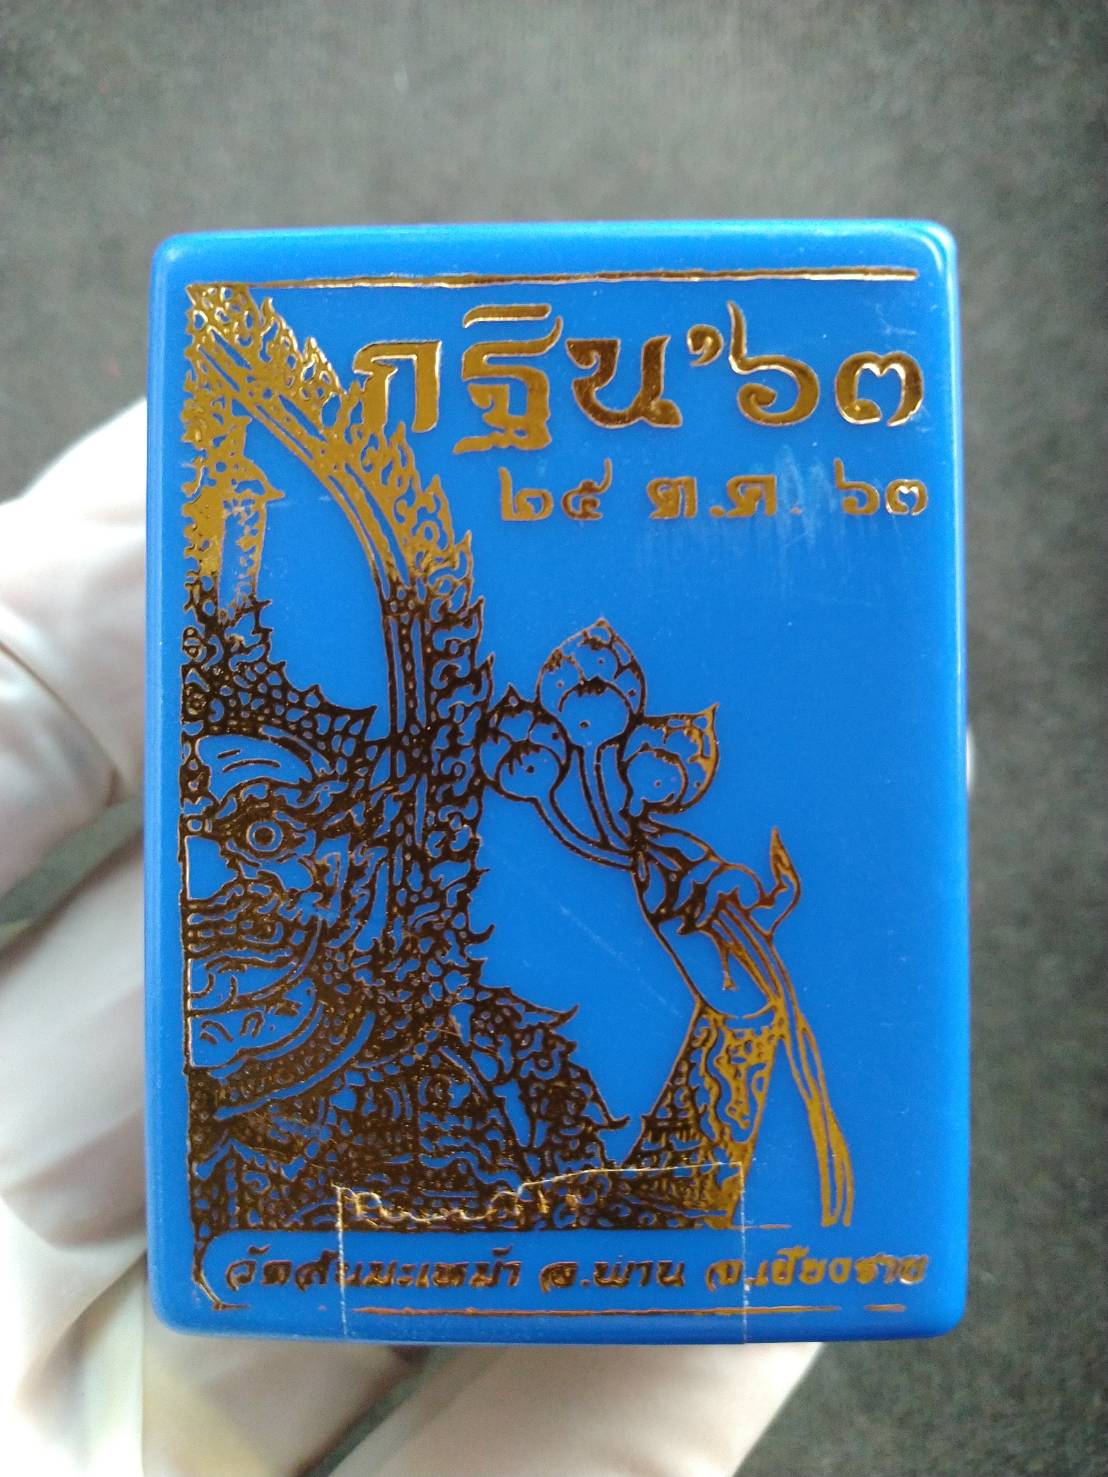 กฐิน'๖๓
๒๕ ต.ค. ๖๓
วัดสันมะเหม้า อ.พาน จ.เชียงราย